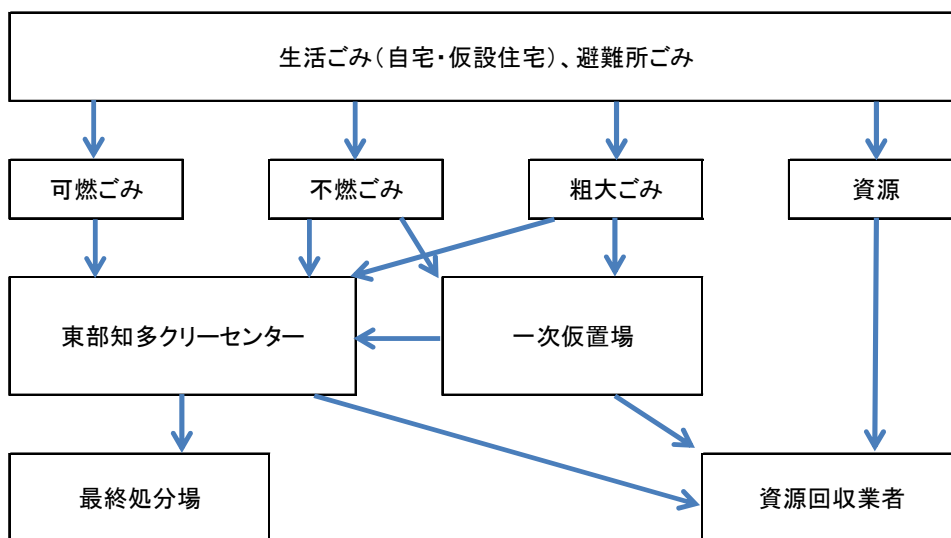 生活ごみ（自宅・仮設住宅）、避難所ごみ
可燃ごみ
不燃ごみ
粗大ごみ
資源
東部知多クリーセンター
一次仮置場
最終処分場
資源回収業者